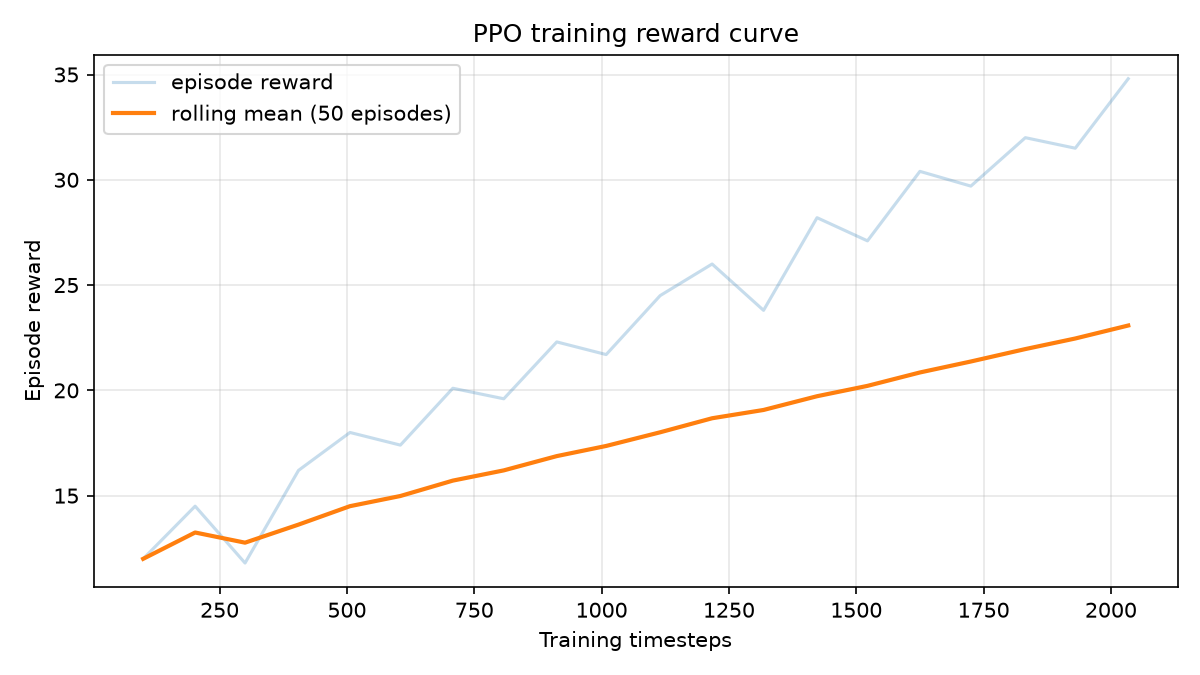 PPO training reward curve
episode reward
rolling mean (50 episodes)
Episode reward
35
30
25
20
15
250 500 750 1000 1250 1500 1750 2000
Training timesteps